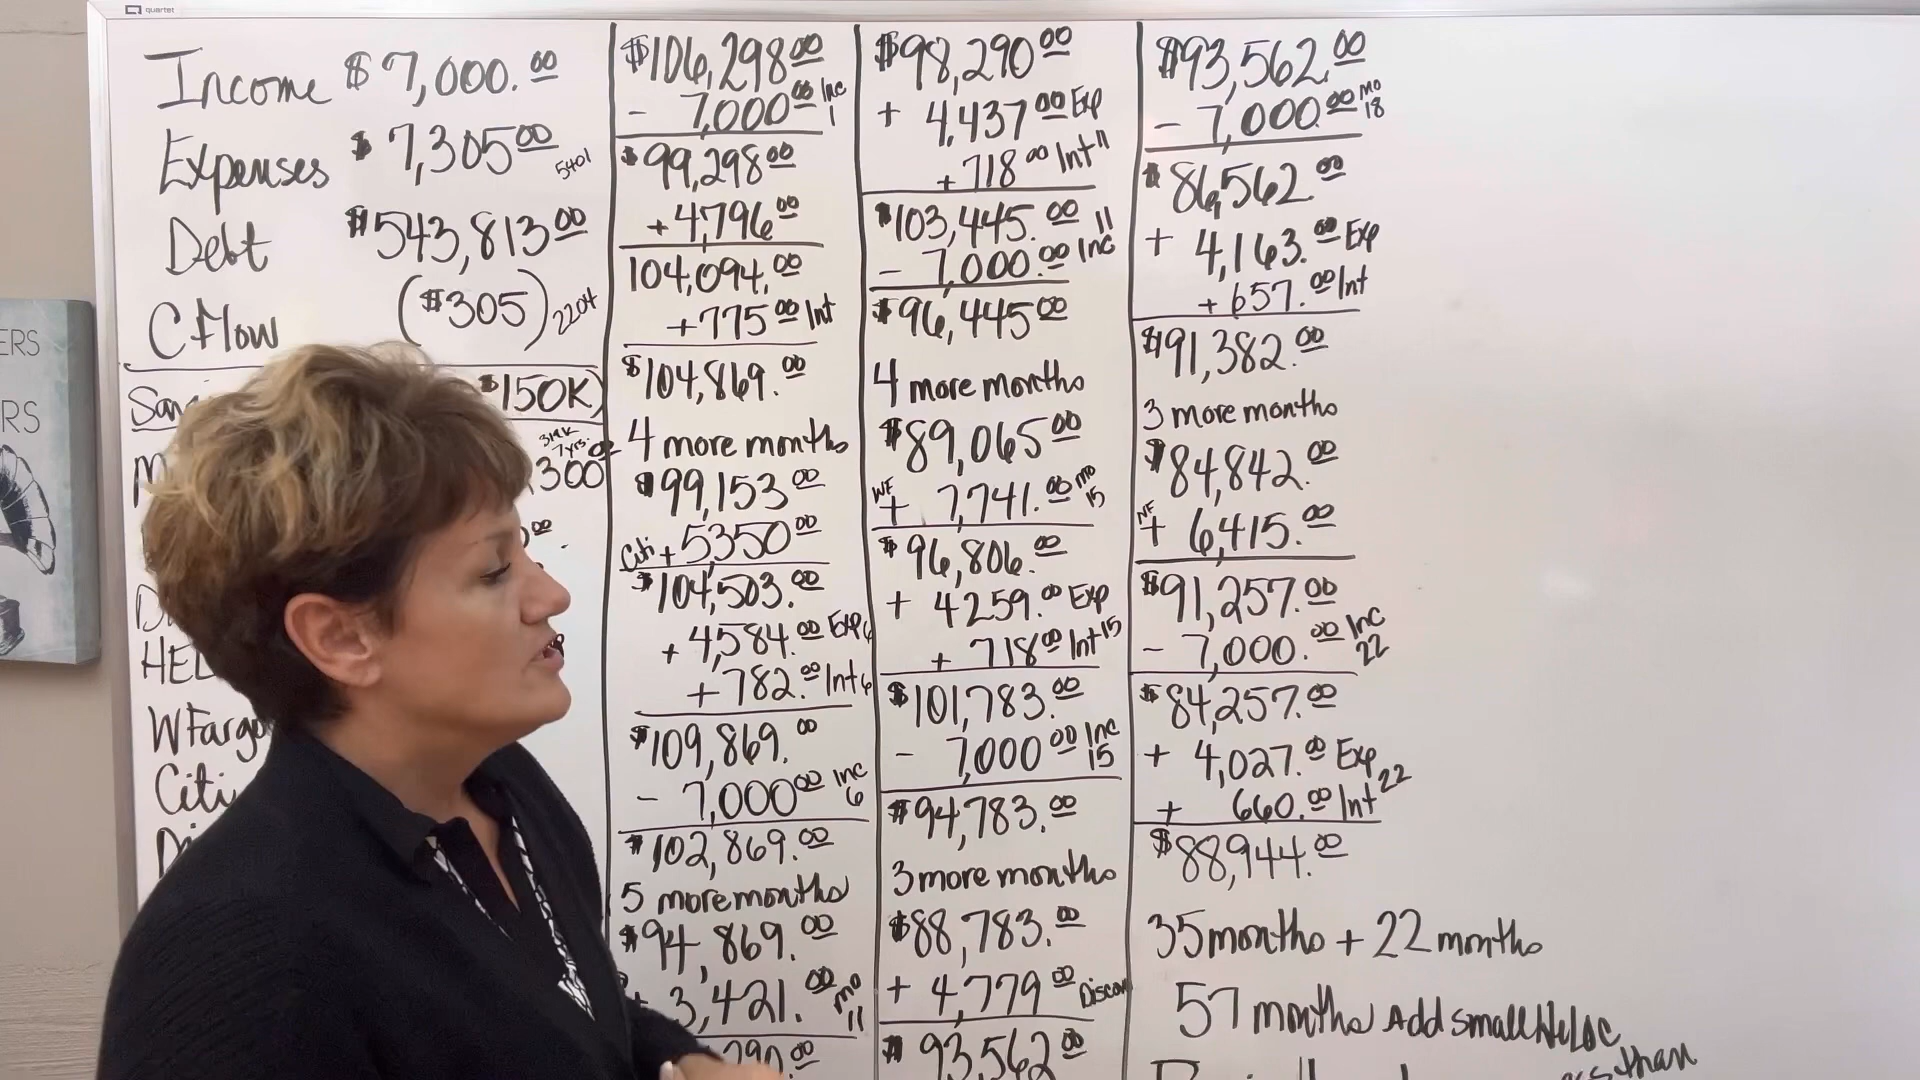 quartet
Income $7,000.00
Expenses $7,305.00
5401
Debt $543,813.00
C Flow ($305)
2204
$150K)
7yrs.
300
HEL
WFargo
Citi
Di
ERS
RS
$106,298.00
- 7,000.00 Inc 1
$99,298.00
+4,796.00
104,094.00
+775.00 Int
$104,869.00
4 more months
$99,153.00
Citi +5,350.00
$104,503.00
+ 4,584.00 Exp 6
+ 782.00 Int 6
$109,869.00
- 7,000.00 Inc 6
$102,869.00
5 more months
$94,869.00
3,421.00 mo 11
290.00
$98,290.00
+ 4,437.00 Exp
+718.00 Int 11
$103,445.00 11
- 7,000.00 Inc
$96,445.00
4 more months
$89,065.00
WF + 7,741.00 mo 15
$96,806.00
+ 4259.00 Exp
+ 718.00 Int 15
$101,783.00
- 7,000.00 Inc 15
$94,783.00
3 more months
$88,783.00
+ 4,779.00 Discov
$93,562.00
$93,562.00
- 7,000.00 mo 18
$86,562.00
+ 4,163.00 Exp
+ 657.00 Int
$91,382.00
3 more months
$84,842.00
NF + 6,415.00
$91,257.00
- 7,000.00 Inc 22
$84,257.00
+ 4,027.00 Exp 22
+ 660.00 Int
$88,944.00
35 months + 22 months
57 months Add small HELOC
than